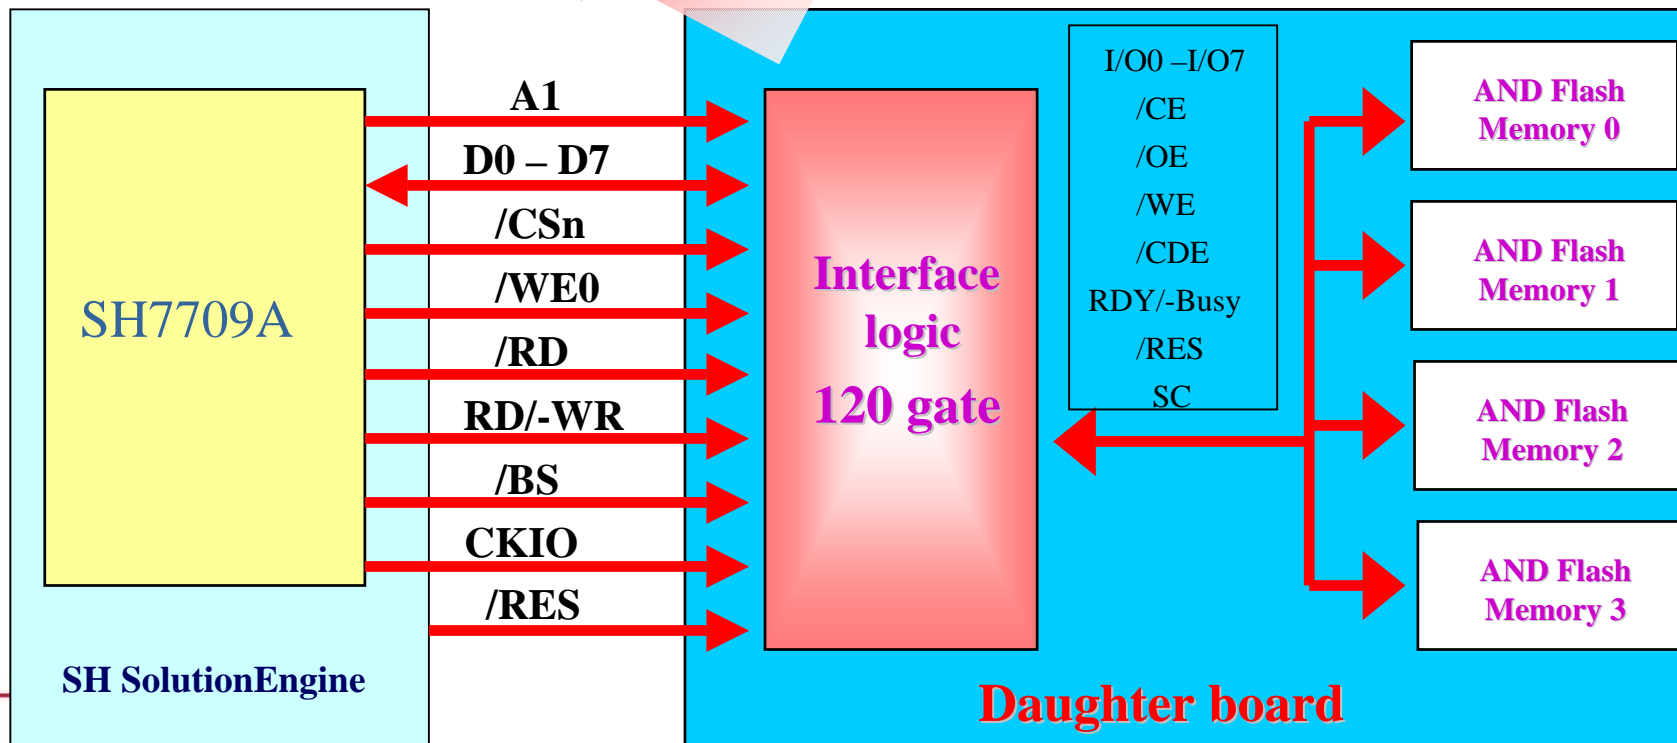 SH7709A
SH SolutionEngine
A1
D0 – D7
/CSn
/WE0
/RD
RD/-WR
/BS
CKIO
/RES
Interface
logic
120 gate
I/O0 –I/O7
/CE
/OE
/WE
/CDE
RDY/-Busy
/RES
SC
AND Flash
Memory 0
AND Flash
Memory 1
AND Flash
Memory 2
AND Flash
Memory 3
Daughter board